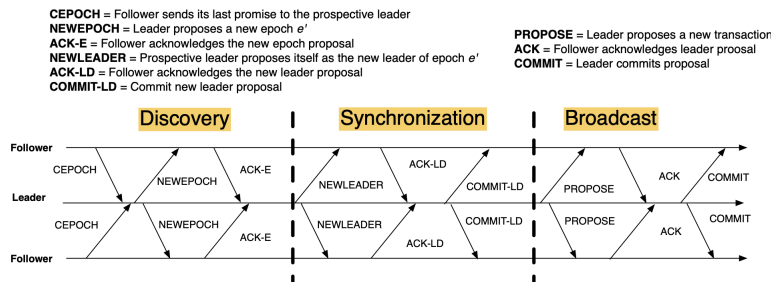 CEPOCH = Follower sends its last promise to the prospective leader
NEWEPOCH = Leader proposes a new epoch e'
ACK-E = Follower acknowledges the new epoch proposal
NEWLEADER = Prospective leader proposes itself as the new leader of epoch e'
ACK-LD = Follower acknowledges the new leader proposal
COMMIT-LD = Commit new leader proposal
PROPOSE = Leader proposes a new transaction
ACK = Follower acknowledges leader proosal
COMMIT = Leader commits proposal
Discovery
Synchronization
Broadcast
Follower
CEPOCH
NEWEPOCH
ACK-E
NEWLEADER
ACK-LD
COMMIT-LD
PROPOSE
ACK
COMMIT
Leader
CEPOCH
NEWEPOCH
ACK-E
NEWLEADER
ACK-LD
COMMIT-LD
PROPOSE
ACK
COMMIT
Follower